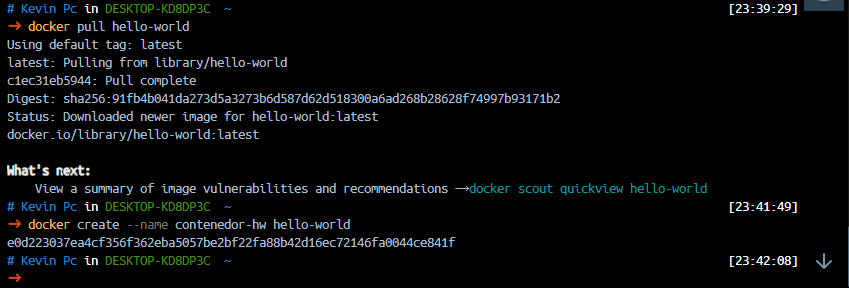 # Kevin Pc in DESKTOP-KD8DP3C ~ [23:39:29]
➜ docker pull hello-world
Using default tag: latest
latest: Pulling from library/hello-world
c1ec31eb5944: Pull complete
Digest: sha256:91fb4b041da273d5a3273b6d587d62d518300a6ad268b28628f74997b93171b2
Status: Downloaded newer image for hello-world:latest
docker.io/library/hello-world:latest
What's next:
View a summary of image vulnerabilities and recommendations →docker scout quickview hello-world
# Kevin Pc in DESKTOP-KD8DP3C ~ [23:41:49]
➜ docker create --name contenedor-hw hello-world
e0d223037ea4cf356f362eba5057be2bf22fa88b42d16ec72146fa0044ce841f
# Kevin Pc in DESKTOP-KD8DP3C ~ [23:42:08]
➜